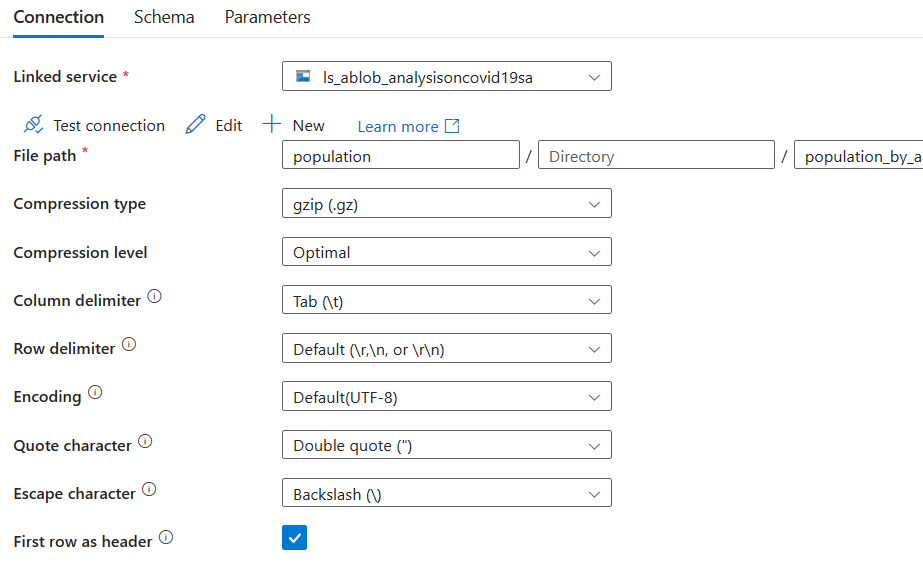 Connection Schema Parameters
Linked service *
ls_ablob_analysisoncovid19sa
Test connection Edit New Learn more
File path * population / Directory / population_by_a
Compression type gzip (.gz)
Compression level Optimal
Column delimiter Tab (\t)
Row delimiter Default (\r,\n, or \r\n)
Encoding Default(UTF-8)
Quote character Double quote (")
Escape character Backslash (\)
First row as header